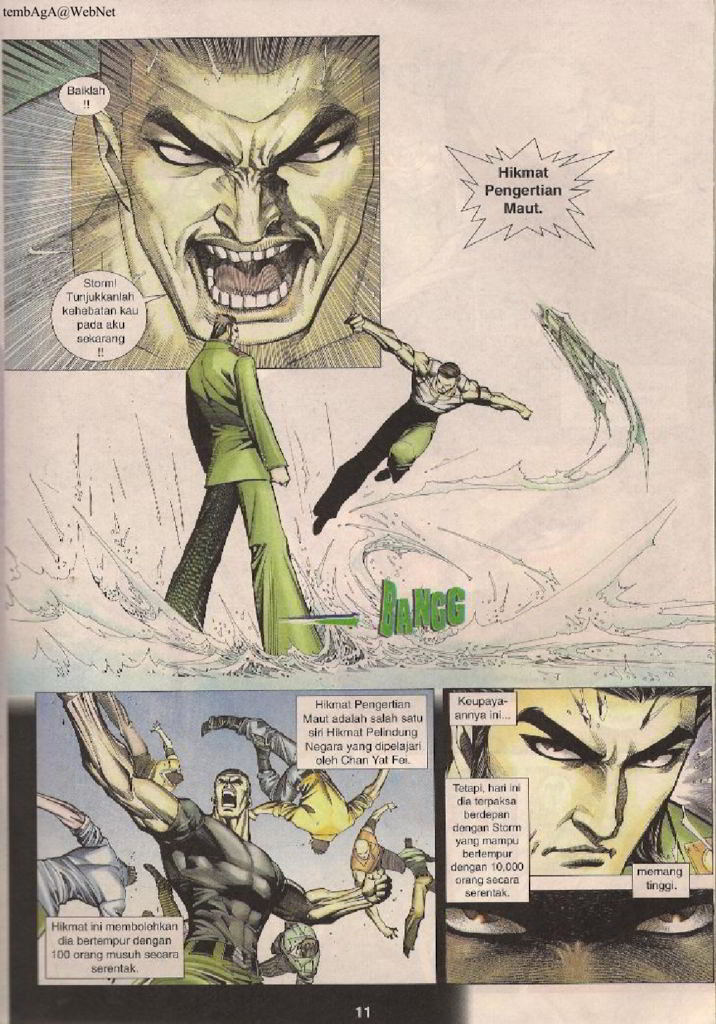 tembAgA@WebNet
Baiklah
!!
Hikmat
Pengertian
Maut.
Storm!
Tunjukkanlah
kehebatan kau
pada aku
sekarang
!!
BANGG
Hikmat Pengertian
Maut adalah salah satu
siri Hikmat Pelindung
Negara yang dipelajari
oleh Chan Yat Fei.
Hikmat ini membolehkan
dia bertempur dengan
100 orang musuh secara
serentak.
Keupaya-
annya ini...
Tetapi, hari ini
dia terpaksa
berdepan
dengan Storm
yang mampu
bertempur
dengan 10,000
orang secara
serentak.
memang
tinggi.
11